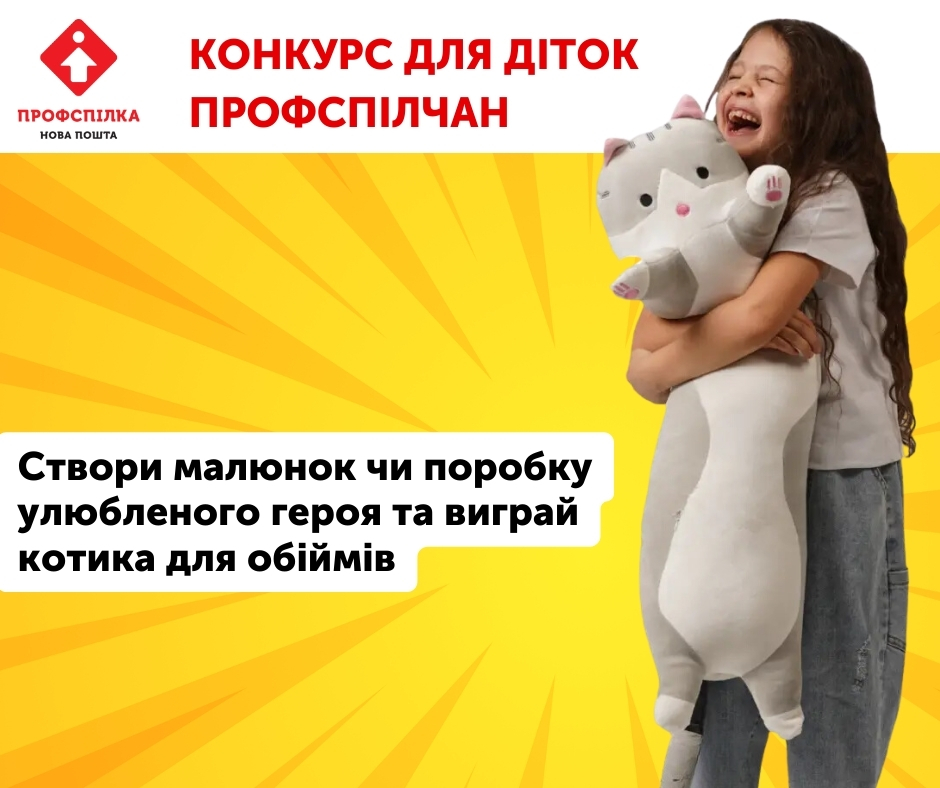 ПРОФСПІЛКА
НОВА ПОШТА
КОНКУРС ДЛЯ ДІТОК
ПРОФСПІЛЧАН
Створи малюнок чи поробку
улюбленого героя та виграй
котика для обіймів